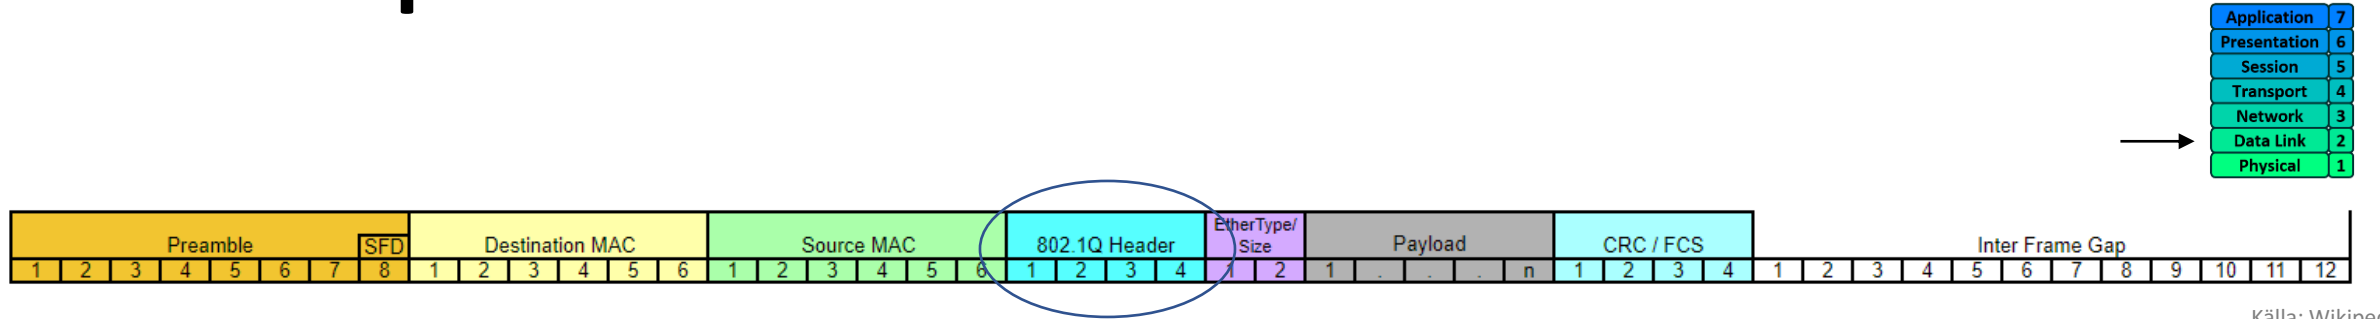 Application 7
Presentation 6
Session 5
Transport 4
Network 3
Data Link 2
Physical 1
Preamble SFD Destination MAC Source MAC 802.1Q Header EtherType/ Size Payload CRC / FCS Inter Frame Gap
1 2 3 4 5 6 7 8 1 2 3 4 5 6 1 2 3 4 5 6 1 2 3 4 1 2 1 . . . n 1 2 3 4 1 2 3 4 5 6 7 8 9 10 11 12
Källa: